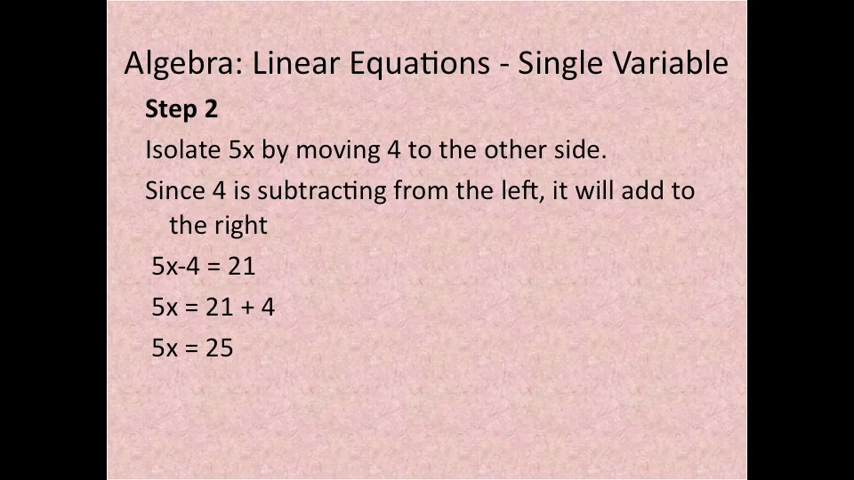 Algebra: Linear Equations - Single Variable
Step 2
Isolate 5x by moving 4 to the other side.
Since 4 is subtracting from the left, it will add to
the right
5x-4 = 21
5x = 21 + 4
5x = 25